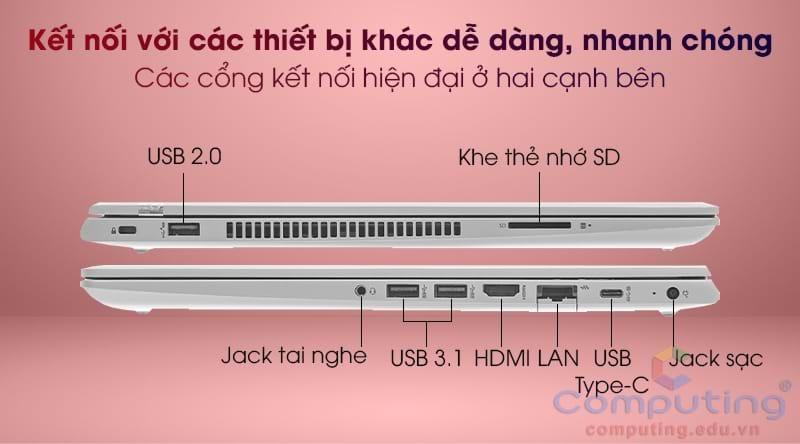 Kết nối với các thiết bị khác dễ dàng, nhanh chóng
Các cổng kết nối hiện đại ở hai cạnh bên
USB 2.0
Khe thẻ nhớ SD
Jack tai nghe
USB 3.1
HDMI
LAN
USB
Type-C
Jack sạc
Computing®
computing.edu.vn